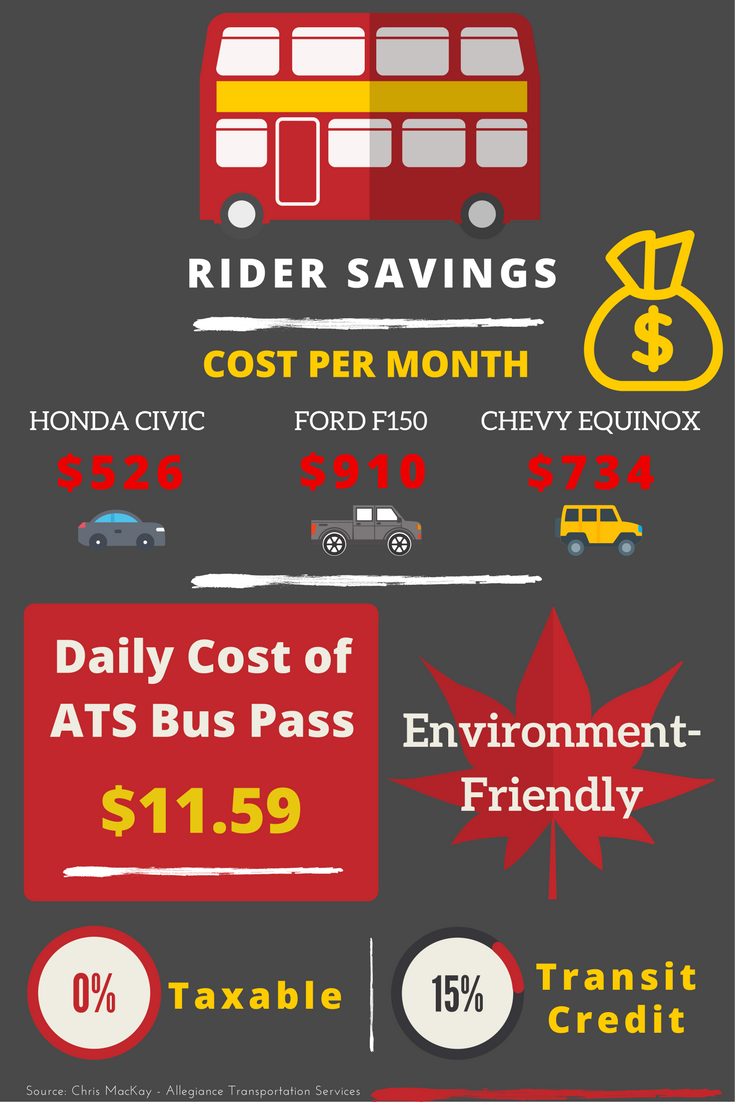 RIDER SAVINGS
COST PER MONTH
HONDA CIVIC FORD F150 CHEVY EQUINOX
$526 $910 $734
Daily Cost of
ATS Bus Pass
$11.59
Environment-
Friendly
0% Taxable
15% Transit
Credit
Source: Chris MacKay - Allegiance Transportation Services